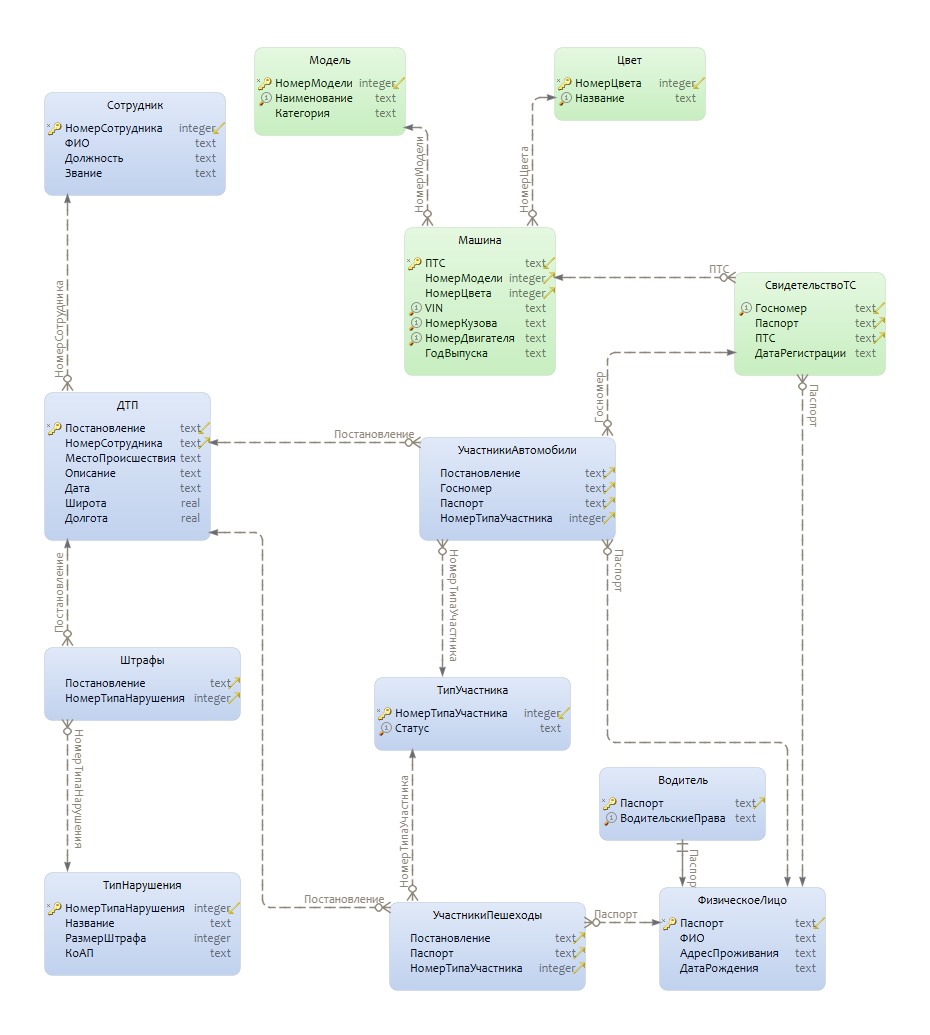 Модель
НомерМодели integer
Наименование text
Категория text
Цвет
НомерЦвета integer
Название text
Сотрудник
НомерСотрудника integer
ФИО text
Должность text
Звание text
НомерМодели
НомерЦвета
Машина
ПТС text
НомерМодели integer
НомерЦвета integer
VIN text
НомерКузова text
НомерДвигателя text
ГодВыпуска text
ПТС
СвидетельствоТС
Госномер text
Паспорт text
ПТС text
ДатаРегистрации text
НомерСотрудника
Госномер
Паспорт
ДТП
Постановление text
НомерСотрудника text
МестоПроисшествия text
Описание text
Дата text
Широта real
Долгота real
Постановление
УчастникиАвтомобили
Постановление text
Госномер text
Паспорт text
НомерТипаУчастника integer
Постановление
НомерТипаУчастника
Паспорт
Штрафы
Постановление text
НомерТипаНарушения integer
ТипУчастника
НомерТипаУчастника integer
Статус text
НомерТипаНарушения
НомерТипаУчастника
Водитель
Паспорт text
ВодительскиеПрава text
Паспорт
ТипНарушения
НомерТипаНарушения integer
Название text
РазмерШтрафа integer
КоАП text
Постановление
УчастникиПешеходы
Постановление text
Паспорт text
НомерТипаУчастника integer
Паспорт
ФизическоеЛицо
Паспорт text
ФИО text
АдресПроживания text
ДатаРождения text